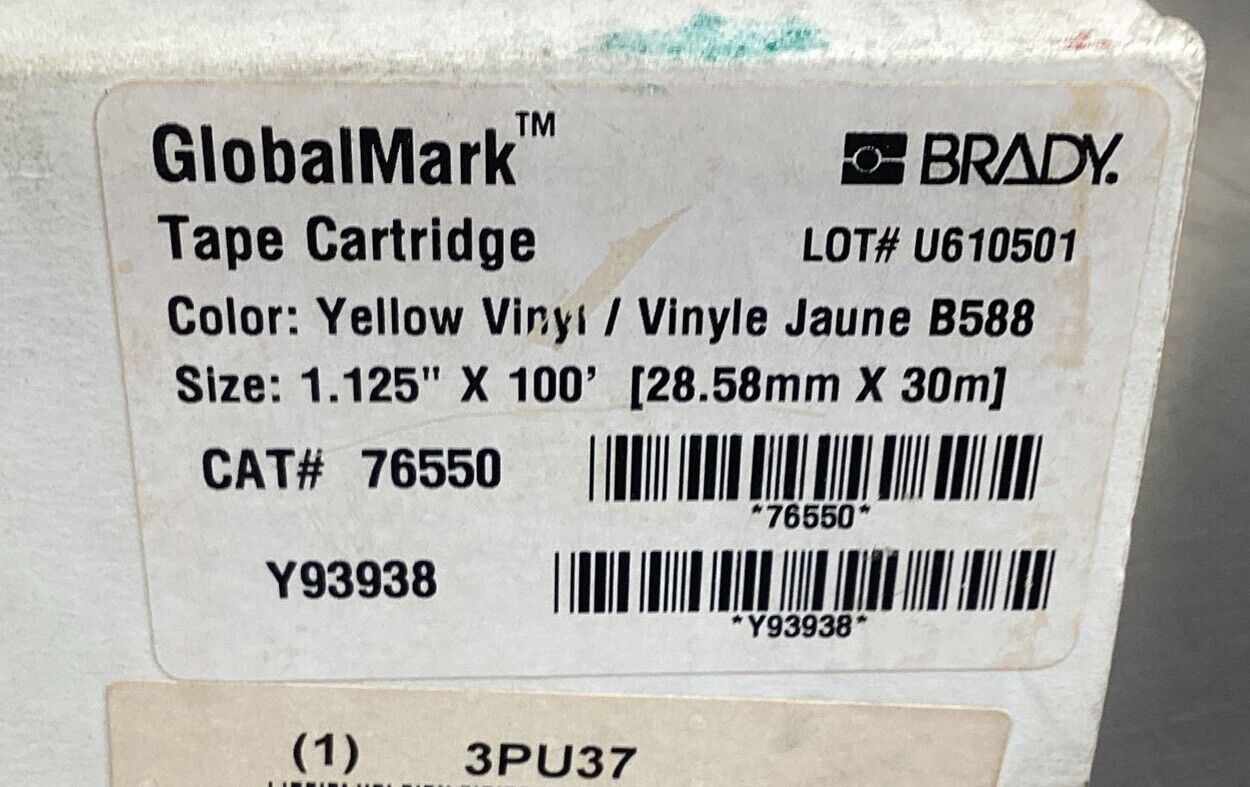 GlobalMark™
BRADY.
Tape Cartridge
LOT# U610501
Color: Yellow Vinyl / Vinyle Jaune B588
Size: 1.125" X 100' [28.58mm X 30m]
CAT# 76550
*76550*
Y93938
*Y93938*
(1) 3PU37